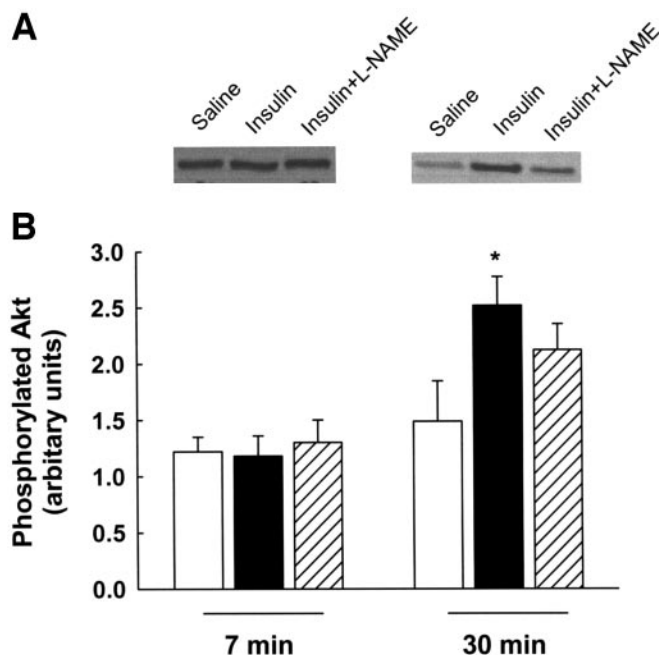 A
Saline
Insulin
Insulin+L-NAME
Saline
Insulin
Insulin+L-NAME
B
Phosphorylated Akt
(arbitary units)
3.0
2.5
2.0
1.5
1.0
0.5
0.0
*
7 min
30 min